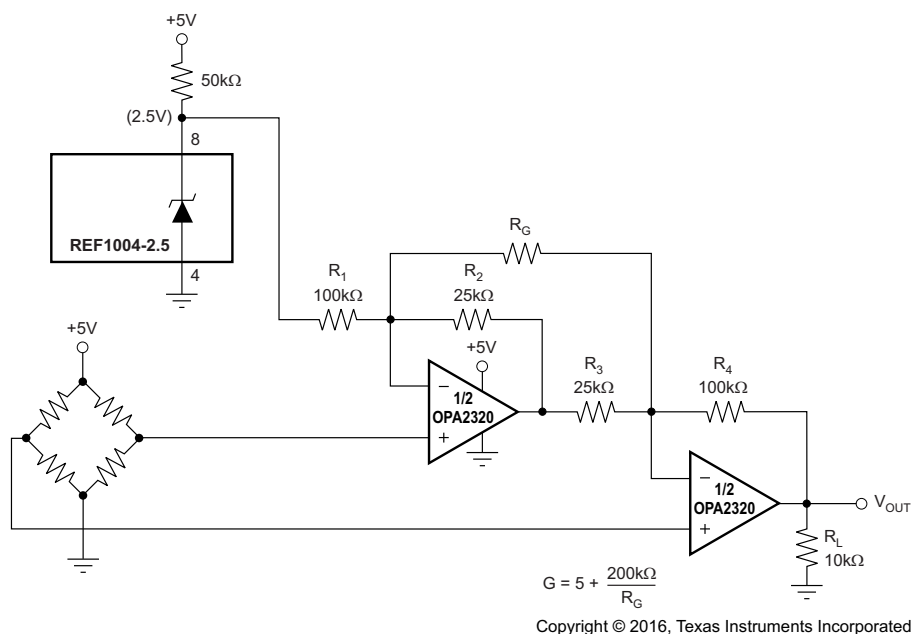 +5V
50kΩ
(2.5V)
8
REF1004-2.5
4
R_G
R_1
100kΩ
R_2
25kΩ
+5V
+5V
R_3
25kΩ
R_4
100kΩ
−
1/2
OPA2320
+
−
1/2
OPA2320
+
V_OUT
R_L
10kΩ
G = 5 + 200kΩ / R_G
Copyright © 2016, Texas Instruments Incorporated